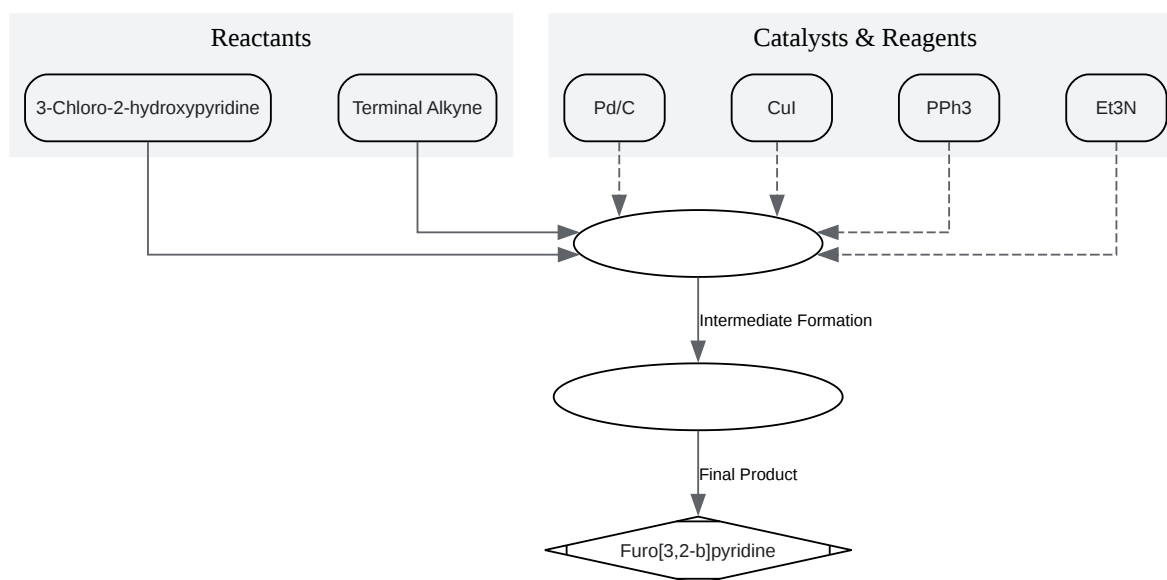 Reactants
Catalysts & Reagents
3-Chloro-2-hydroxypyridine
Terminal Alkyne
Pd/C
CuI
PPh3
Et3N
Intermediate Formation
Final Product
Furo[3,2-b]pyridine